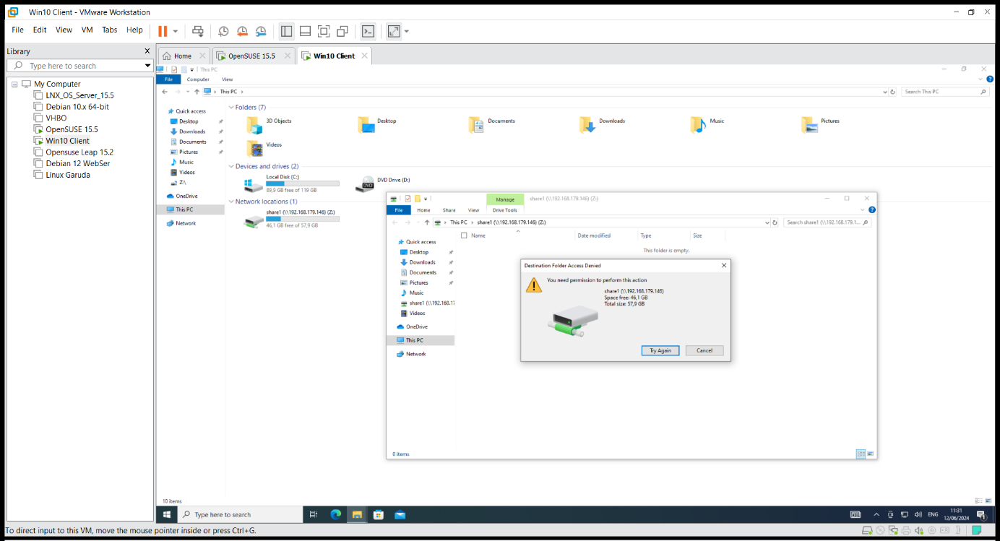 Win10 Client - VMware Workstation
File Edit View VM Tabs Help
Library
Type here to search
My Computer
LNX_OS_Server_15.5
Debian 10.x 64-bit
VHBO
OpenSUSE 15.5
Win10 Client
Opensuse Leap 15.2
Debian 12 WebSer
Linux Garuda
Home
OpenSUSE 15.5
Win10 Client
This PC
File Computer View
This PC
Search This PC
Quick access
Desktop
Downloads
Documents
Pictures
Music
Videos
Z:\
OneDrive
This PC
Network
Folders (7)
3D Objects
Desktop
Documents
Downloads
Music
Pictures
Videos
Devices and drives (2)
Local Disk (C:)
89,9 GB free of 119 GB
DVD Drive (D:)
DVD
Network locations (1)
share1 (\\192.168.179.146) (Z:)
46,1 GB free of 57,9 GB
Manage
share1 (\\192.168.179.146) (Z:)
File Home Share View Drive Tools
This PC
share1 (\\192.168.179.146) (Z:)
Search share1 (\\192.168.179.1...
Quick access
Desktop
Downloads
Documents
Pictures
Music
share1 (\\192.168.17
Videos
OneDrive
This PC
Network
Name Date modified Type Size
This folder is empty.
Destination Folder Access Denied
You need permission to perform this action
share1 (\\192.168.179.146)
Space free: 46,1 GB
Total size: 57,9 GB
Try Again
Cancel
0 items
10 items
Type here to search
ENG
11:31
12/06/2024
1
To direct input to this VM, move the mouse pointer inside or press Ctrl+G.